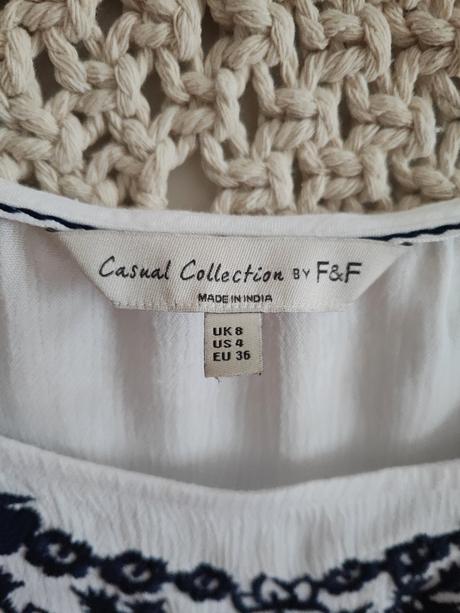 Casual Collection BY F&F
MADE IN INDIA
UK 8
US 4
EU 36